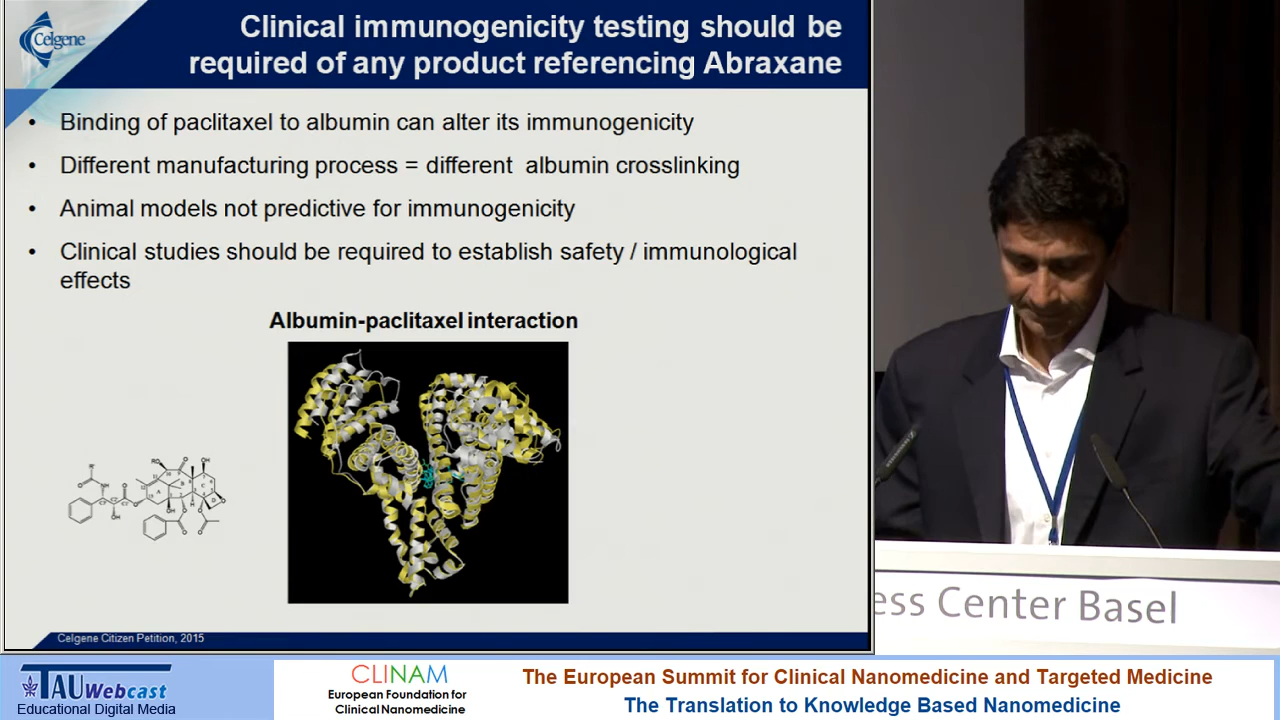 Celgene
Clinical immunogenicity testing should be
required of any product referencing Abraxane
• Binding of paclitaxel to albumin can alter its immunogenicity
• Different manufacturing process = different albumin crosslinking
• Animal models not predictive for immunogenicity
• Clinical studies should be required to establish safety / immunological
effects
Albumin-paclitaxel interaction
Celgene Citizen Petition, 2015
ess Center Basel
TAU Webcast
Educational Digital Media
CLINAM
European Foundation for
Clinical Nanomedicine
The European Summit for Clinical Nanomedicine and Targeted Medicine
The Translation to Knowledge Based Nanomedicine